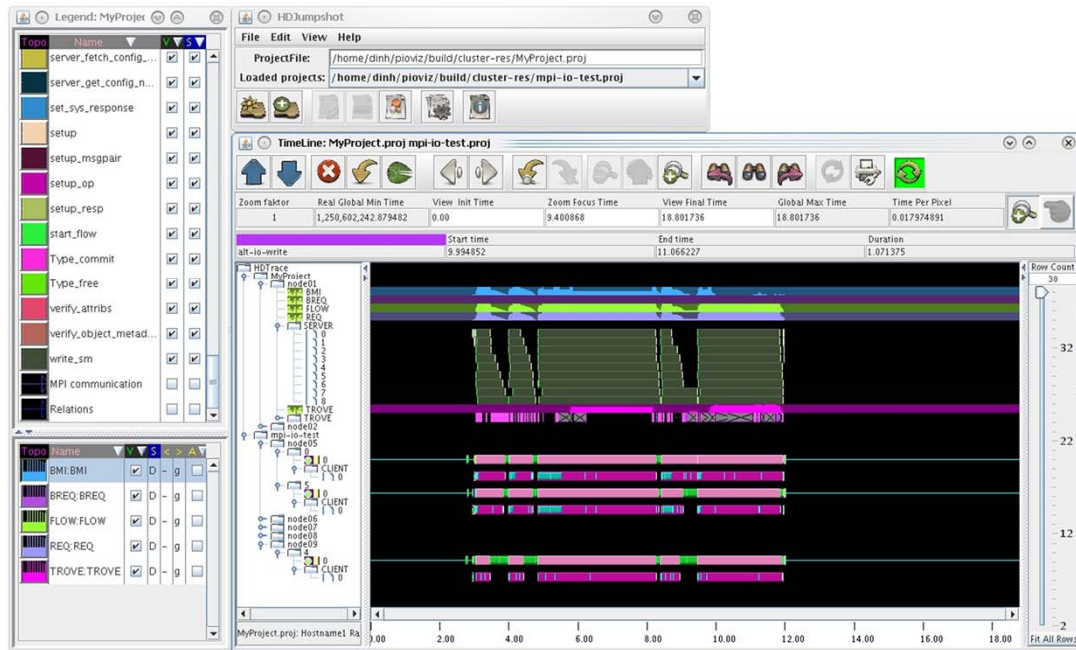 Legend: MyProjec
Topo Name V S
server_fetch_config_...
server_get_config_n...
set_sys_response
setup
setup_msgpair
setup_op
setup_resp
start_flow
Type_commit
Type_free
verify_attribs
verify_object_metad...
write_sm
MPI communication
Relations
Topo Name V S < > A
BMI:BMI D - g
BREQ:BREQ D - g
FLOW:FLOW D - g
REQ:REQ D - g
TROVE:TROVE D - g
HDJumpshot
File Edit View Help
ProjectFile: /home/dinh/pioviz/build/cluster-res/MyProject.proj
Loaded projects: /home/dinh/pioviz/build/cluster-res/mpi-io-test.proj
TimeLine: MyProject.proj mpi-io-test.proj
Zoom faktor Real Global Min Time View Init Time Zoom Focus Time View Final Time Global Max Time Time Per Pixel
1 1,250,602,242.879482 0.00 9.400868 18.801736 18.801736 0.017974891
Start time End time Duration
alt-io-write 9.994852 11.066227 1.071375
HDTrace
MyProject
node01
BMI
BREQ
FLOW
REQ
SERVER
0
1
2
3
4
5
6
7
8
TROVE
TROVE
node02
mpi-io-test
node05
0
0
CLIENT
0
5
0
CLIENT
0
node06
node07
node08
node09
4
0
CLIENT
0
Row Count
38
32
22
12
2
Fit All Rows
MyProject.proj: Hostname1 Ra
0.00 2.00 4.00 6.00 8.00 10.00 12.00 14.00 16.00 18.00